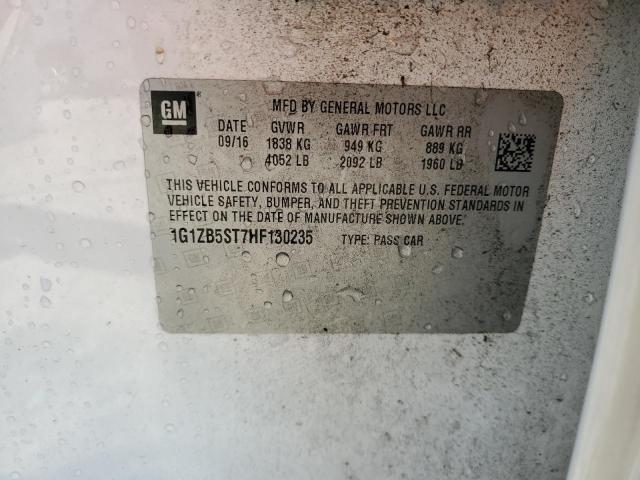 GM
MFD BY GENERAL MOTORS LLC
DATE GVWR GAWR FRT GAWR RR
09/16 1838 KG 949 KG 889 KG
4052 LB 2092 LB 1960 LB
THIS VEHICLE CONFORMS TO ALL APPLICABLE U.S. FEDERAL MOTOR
VEHICLE SAFETY, BUMPER, AND THEFT PREVENTION STANDARDS IN
EFFECT ON THE DATE OF MANUFACTURE SHOWN ABOVE.
1G1ZB5ST7HF130235 TYPE: PASS CAR